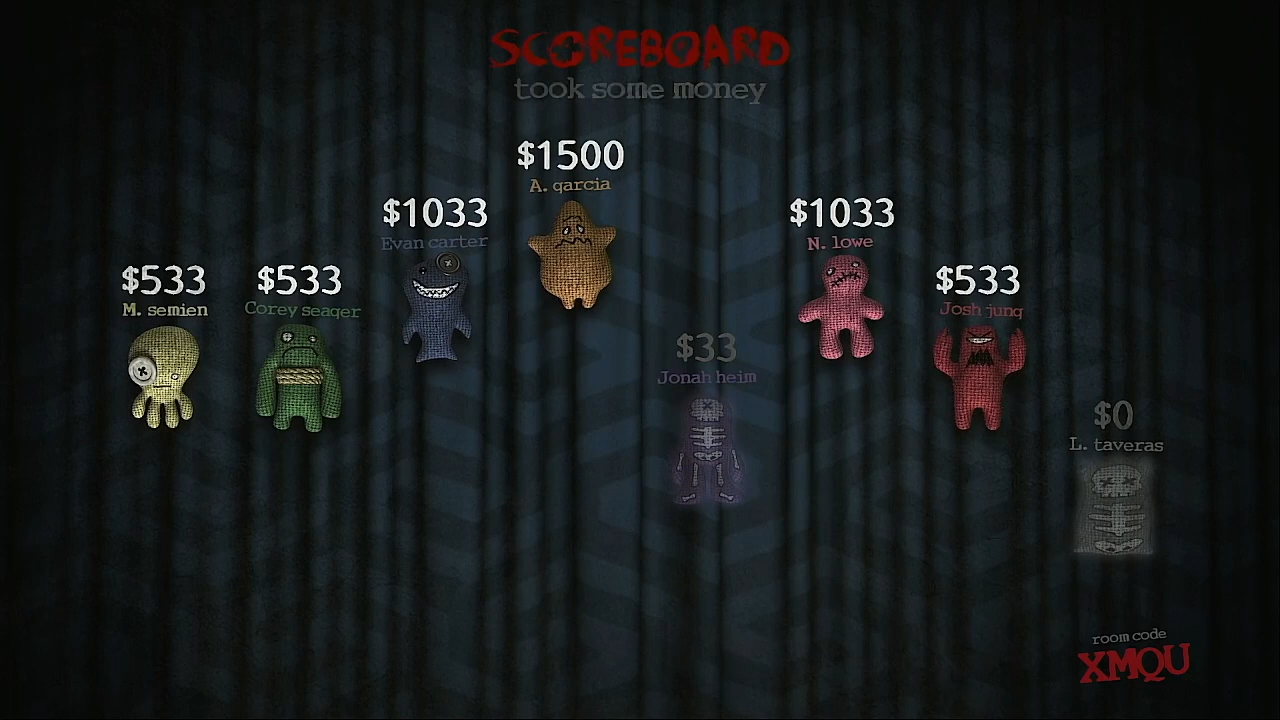 SCOREBOARD
took some money
$1500
A. garcia
$1033
Evan carter
$1033
N. lowe
$533
M. semien
$533
Corey seager
$533
Josh jung
$33
Jonah heim
$0
L. taveras
room code
XMQU